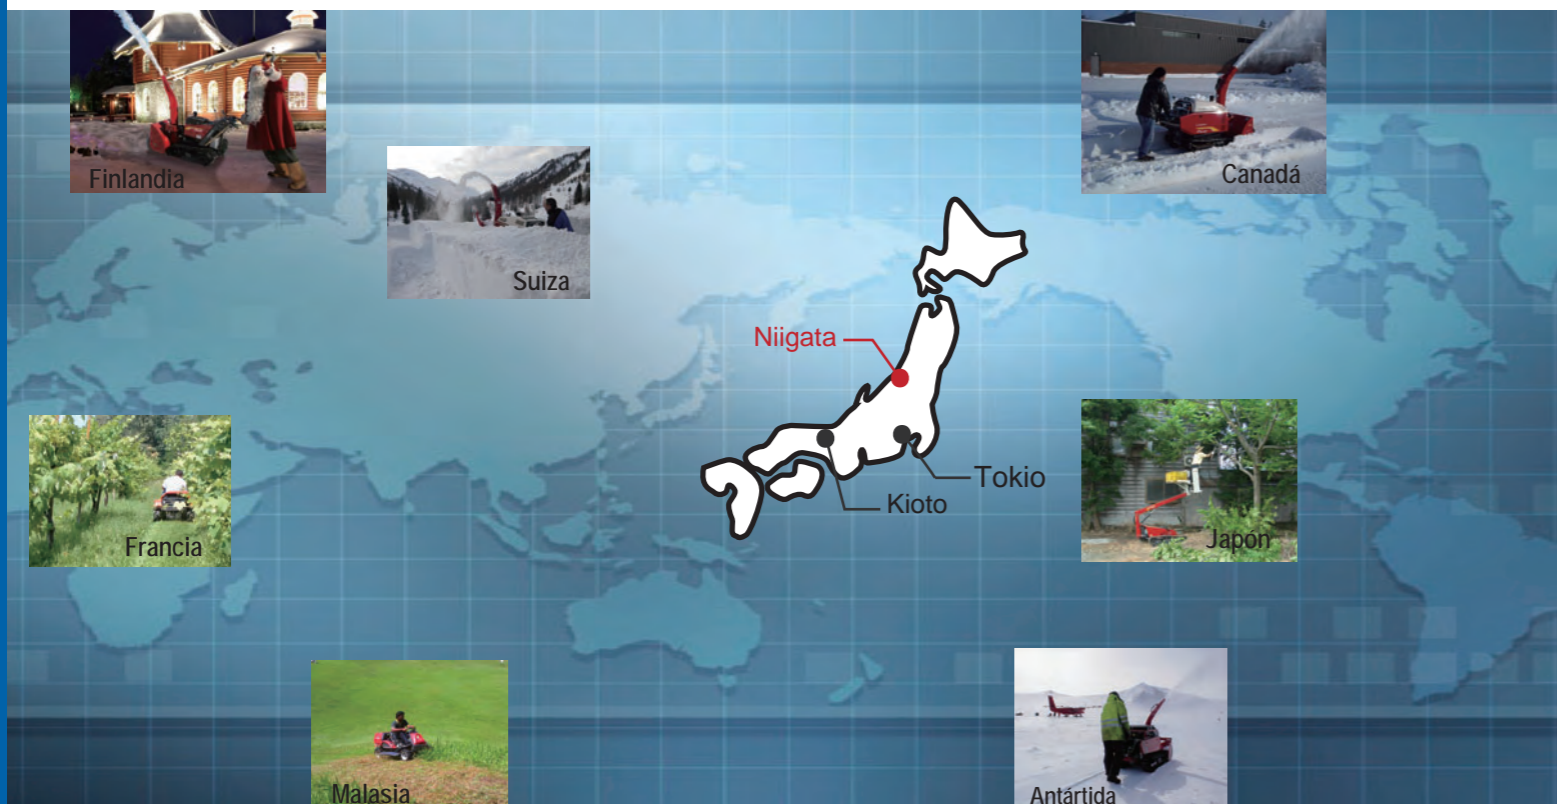 Finlandia
Canadá
Suiza
Niigata
Tokio
Kioto
Francia
Japón
Malasia
Antártida